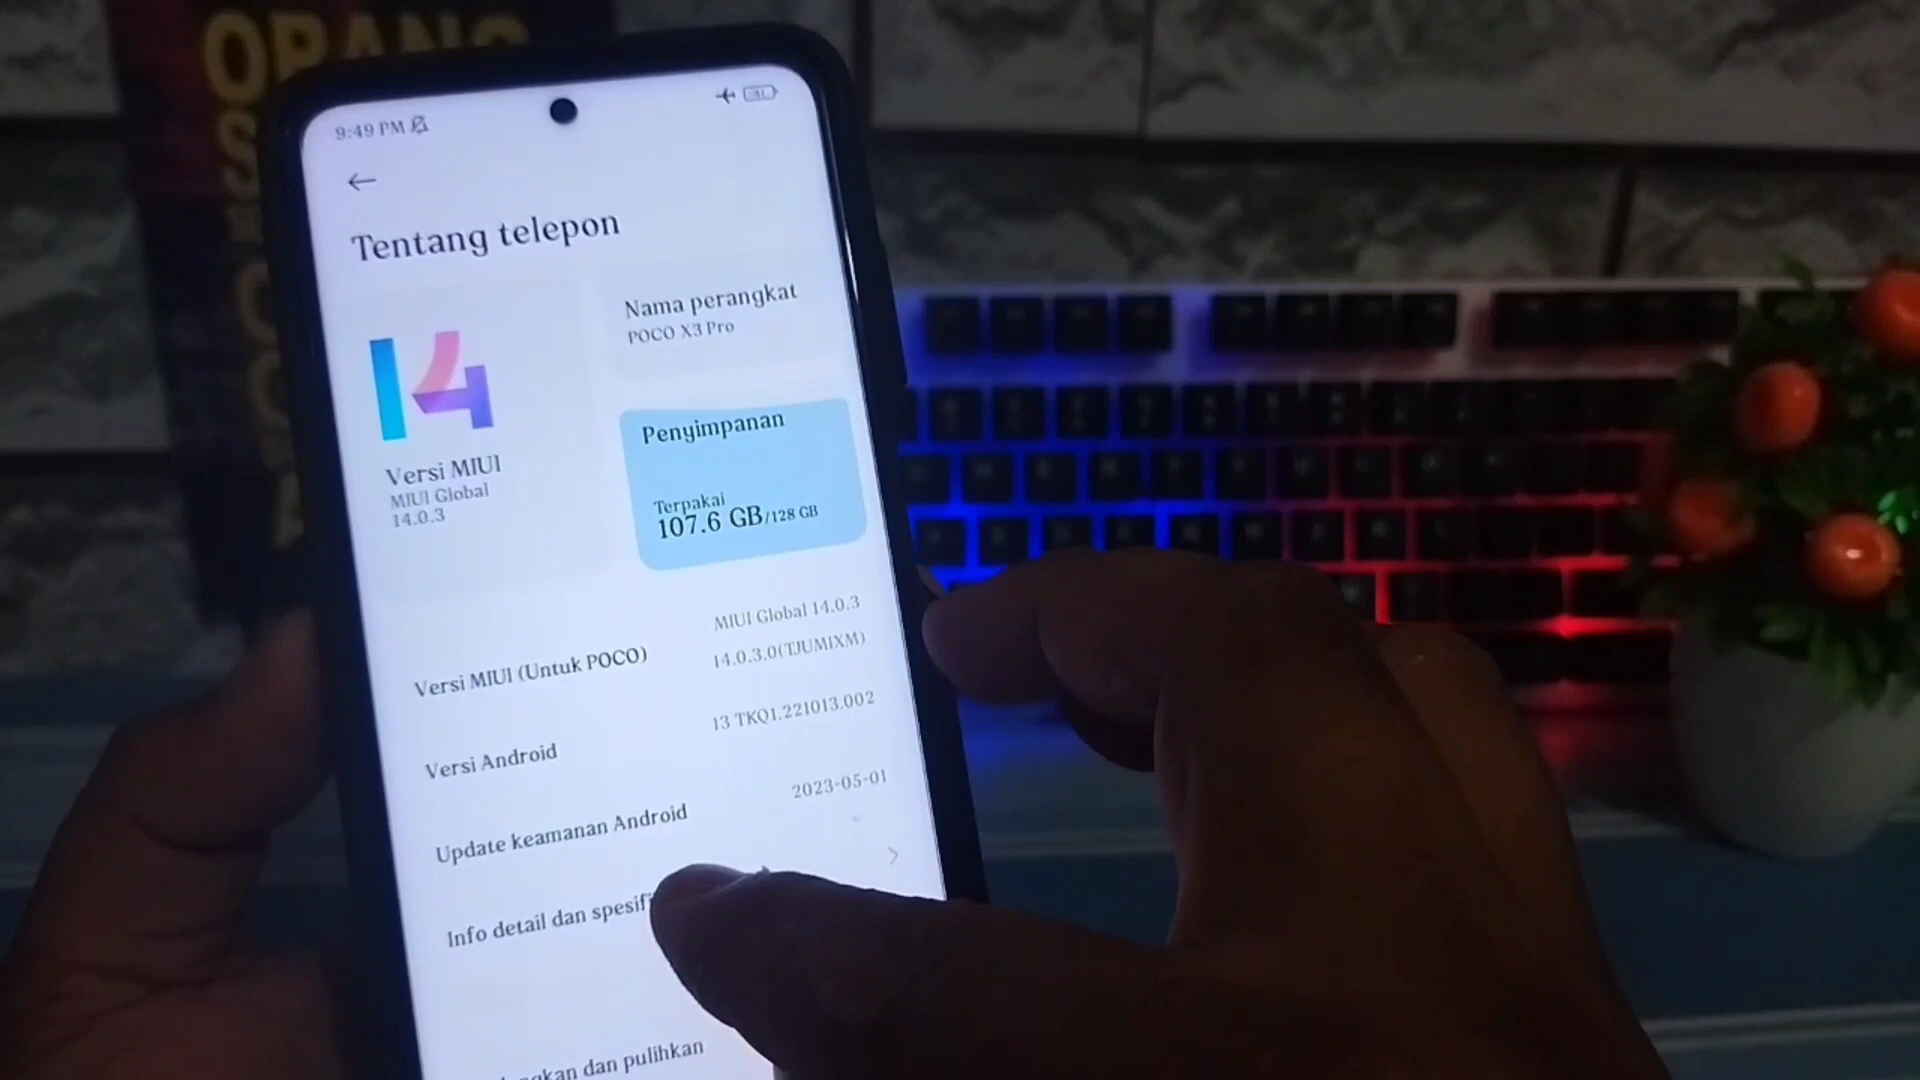 ORANG
9:49 PM
Tentang telepon
14
Versi MIUI
MIUI Global
14.0.3
Nama perangkat
POCO X3 Pro
Penyimpanan
Terpakai
107.6 GB/128 GB
Versi MIUI (Untuk POCO)
MIUI Global 14.0.3
14.0.3.0(TJUMIXM)
Versi Android
13 TKQ1.221013.002
Update keamanan Android
2023-05-01
Info detail dan
dan pulihkan